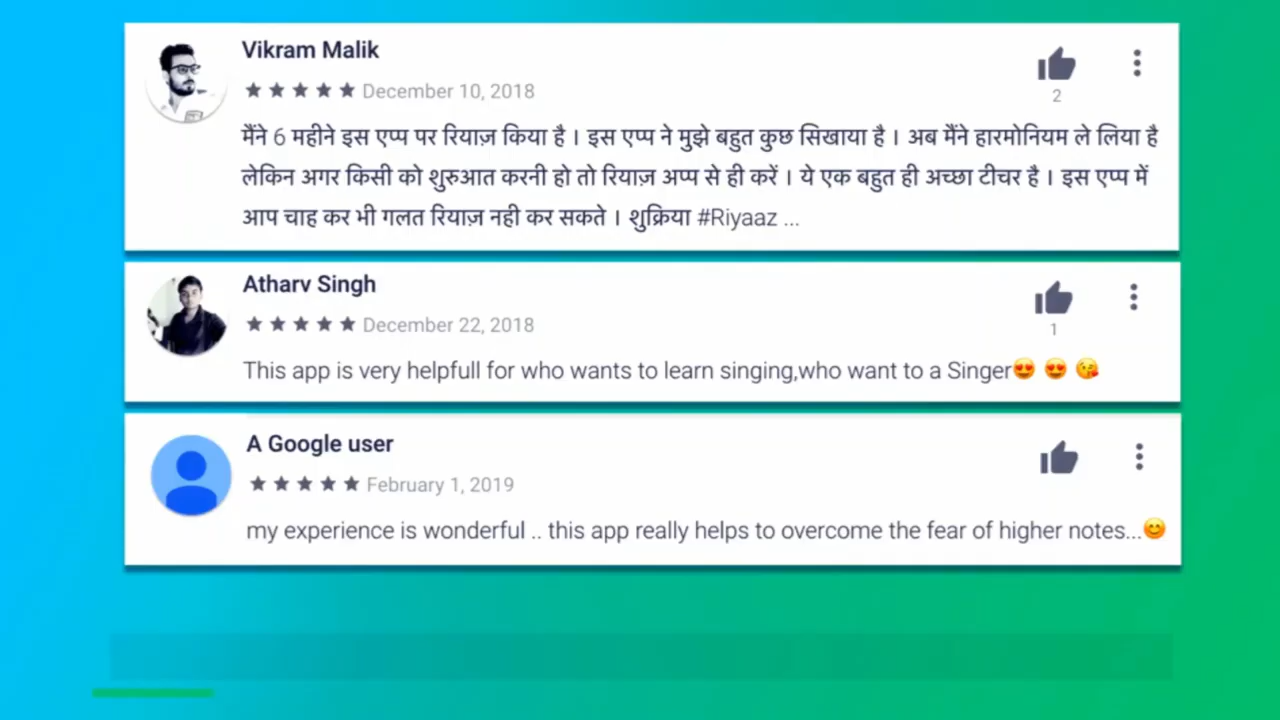 Vikram Malik
December 10, 2018
2
मैंने 6 महीने इस एप्प पर रियाज़ किया है । इस एप्प ने मुझे बहुत कुछ सिखाया है । अब मैंने हारमोनियम ले लिया है
लेकिन अगर किसी को शुरुआत करनी हो तो रियाज़ अप्प से ही करें । ये एक बहुत ही अच्छा टीचर है । इस एप्प में
आप चाह कर भी गलत रियाज़ नही कर सकते । शुक्रिया #Riyaaz ...
Atharv Singh
December 22, 2018
1
This app is very helpfull for who wants to learn singing,who want to a Singer😍 😍 😘
A Google user
February 1, 2019
my experience is wonderful .. this app really helps to overcome the fear of higher notes...😊